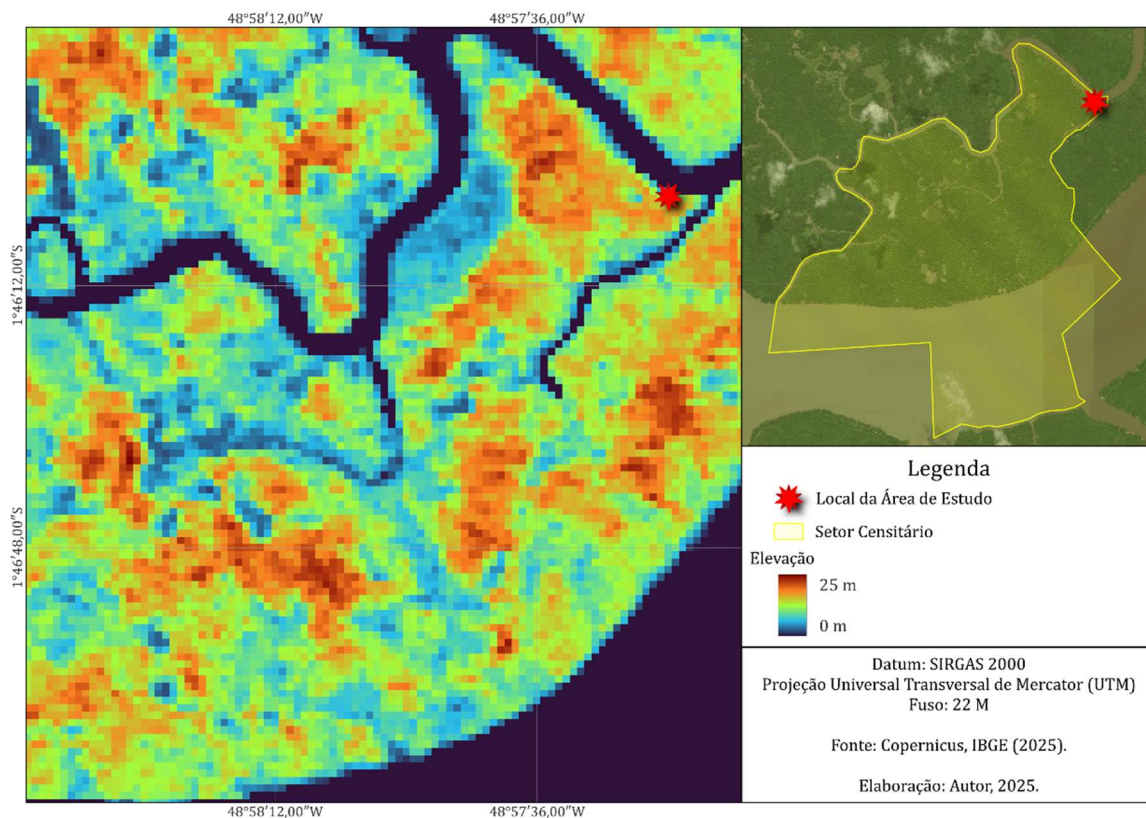 48°58′12,00″W
48°57′36,00″W
1°46′12,00″S
1°46′48,00″S
48°58′12,00″W
48°57′36,00″W
Legenda
Local da Área de Estudo
Setor Censitário
Elevação
25 m
0 m
Datum: SIRGAS 2000
Projeção Universal Transversal de Mercator (UTM)
Fuso: 22 M
Fonte: Copernicus, IBGE (2025).
Elaboração: Autor, 2025.